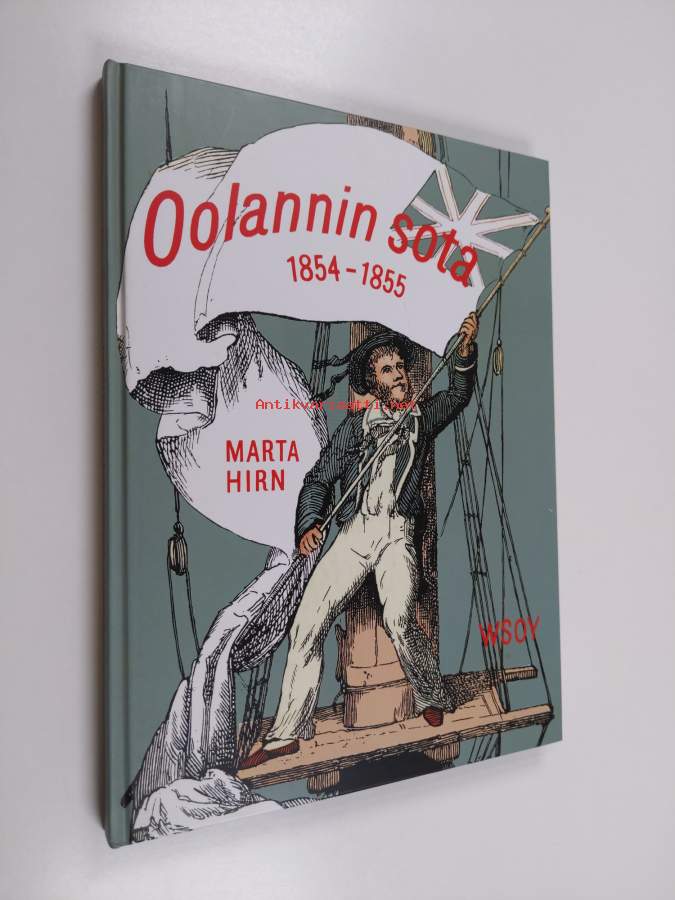 Oolannin sota
1854-1855
Antikvariaatti.net
MARTA
HIRN
WSOY